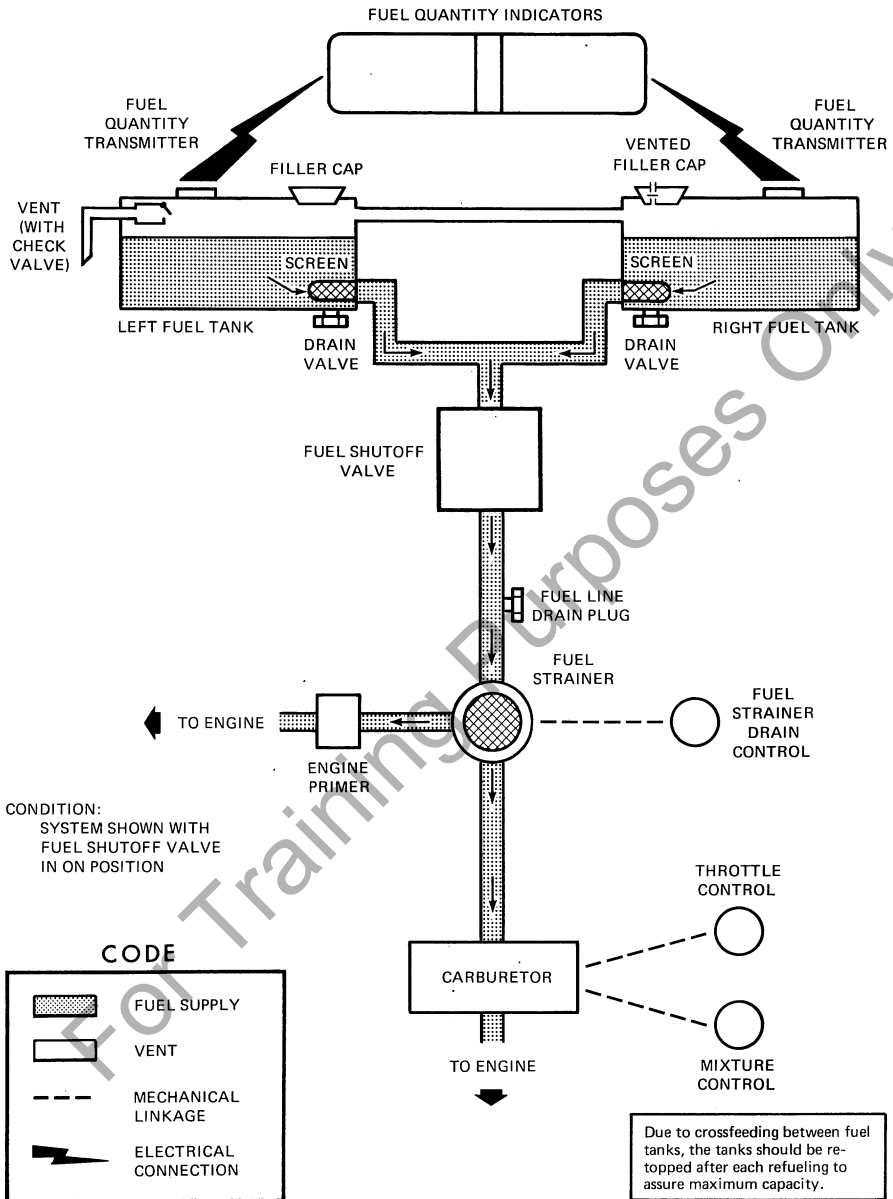 FUEL QUANTITY INDICATORS
FUEL
QUANTITY
TRANSMITTER
FUEL
QUANTITY
TRANSMITTER
FILLER CAP
VENTED
FILLER CAP
VENT
(WITH
CHECK
VALVE)
SCREEN
SCREEN
LEFT FUEL TANK
RIGHT FUEL TANK
DRAIN
VALVE
DRAIN
VALVE
FUEL SHUTOFF
VALVE
FUEL LINE
DRAIN PLUG
FUEL
STRAINER
FUEL
STRAINER
DRAIN
CONTROL
TO ENGINE
ENGINE
PRIMER
CONDITION:
SYSTEM SHOWN WITH
FUEL SHUTOFF VALVE
IN ON POSITION
THROTTLE
CONTROL
CARBURETOR
TO ENGINE
MIXTURE
CONTROL
CODE
FUEL SUPPLY
VENT
MECHANICAL
LINKAGE
ELECTRICAL
CONNECTION
Due to crossfeeding between fuel
tanks, the tanks should be re-
topped after each refueling to
assure maximum capacity.
For Training Purposes Only